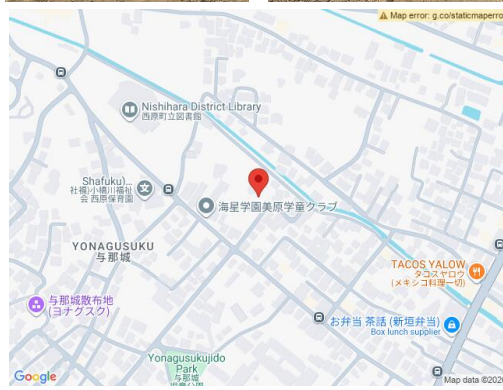 Map error: g.co/staticmaperro
Nishihara District Library
西原町立図書館
Shafuku)...
社福)小橋川福祉
会 西原保育園
海星学園美原学童クラブ
YONAGUSUKU
与那城
TACOS YALOW
タコスヤロウ
(メキシコ料理一切)
与那城散布地
(ヨナグスク)
お弁当 茶話 (新垣弁当)
Box lunch supplier
Yonagusukujido
Park
与那城
Google
Map data ©202